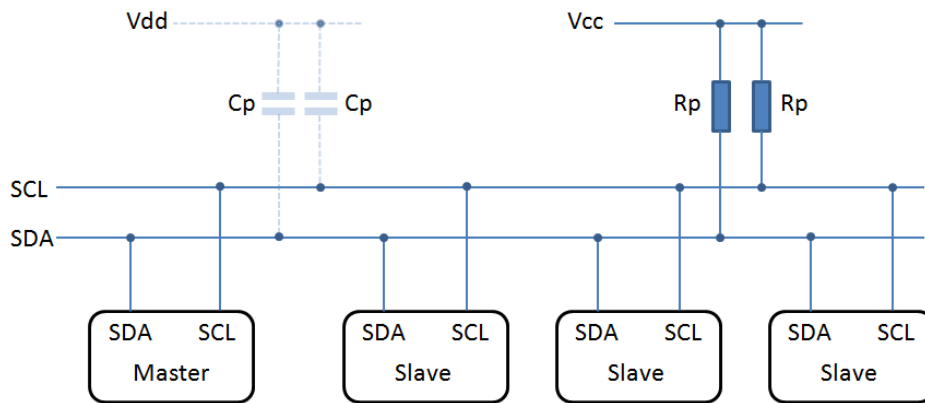 Vdd Vcc
Cp Cp Rp Rp
SCL
SDA
SDA SCL SDA SCL SDA SCL SDA SCL
Master Slave Slave Slave